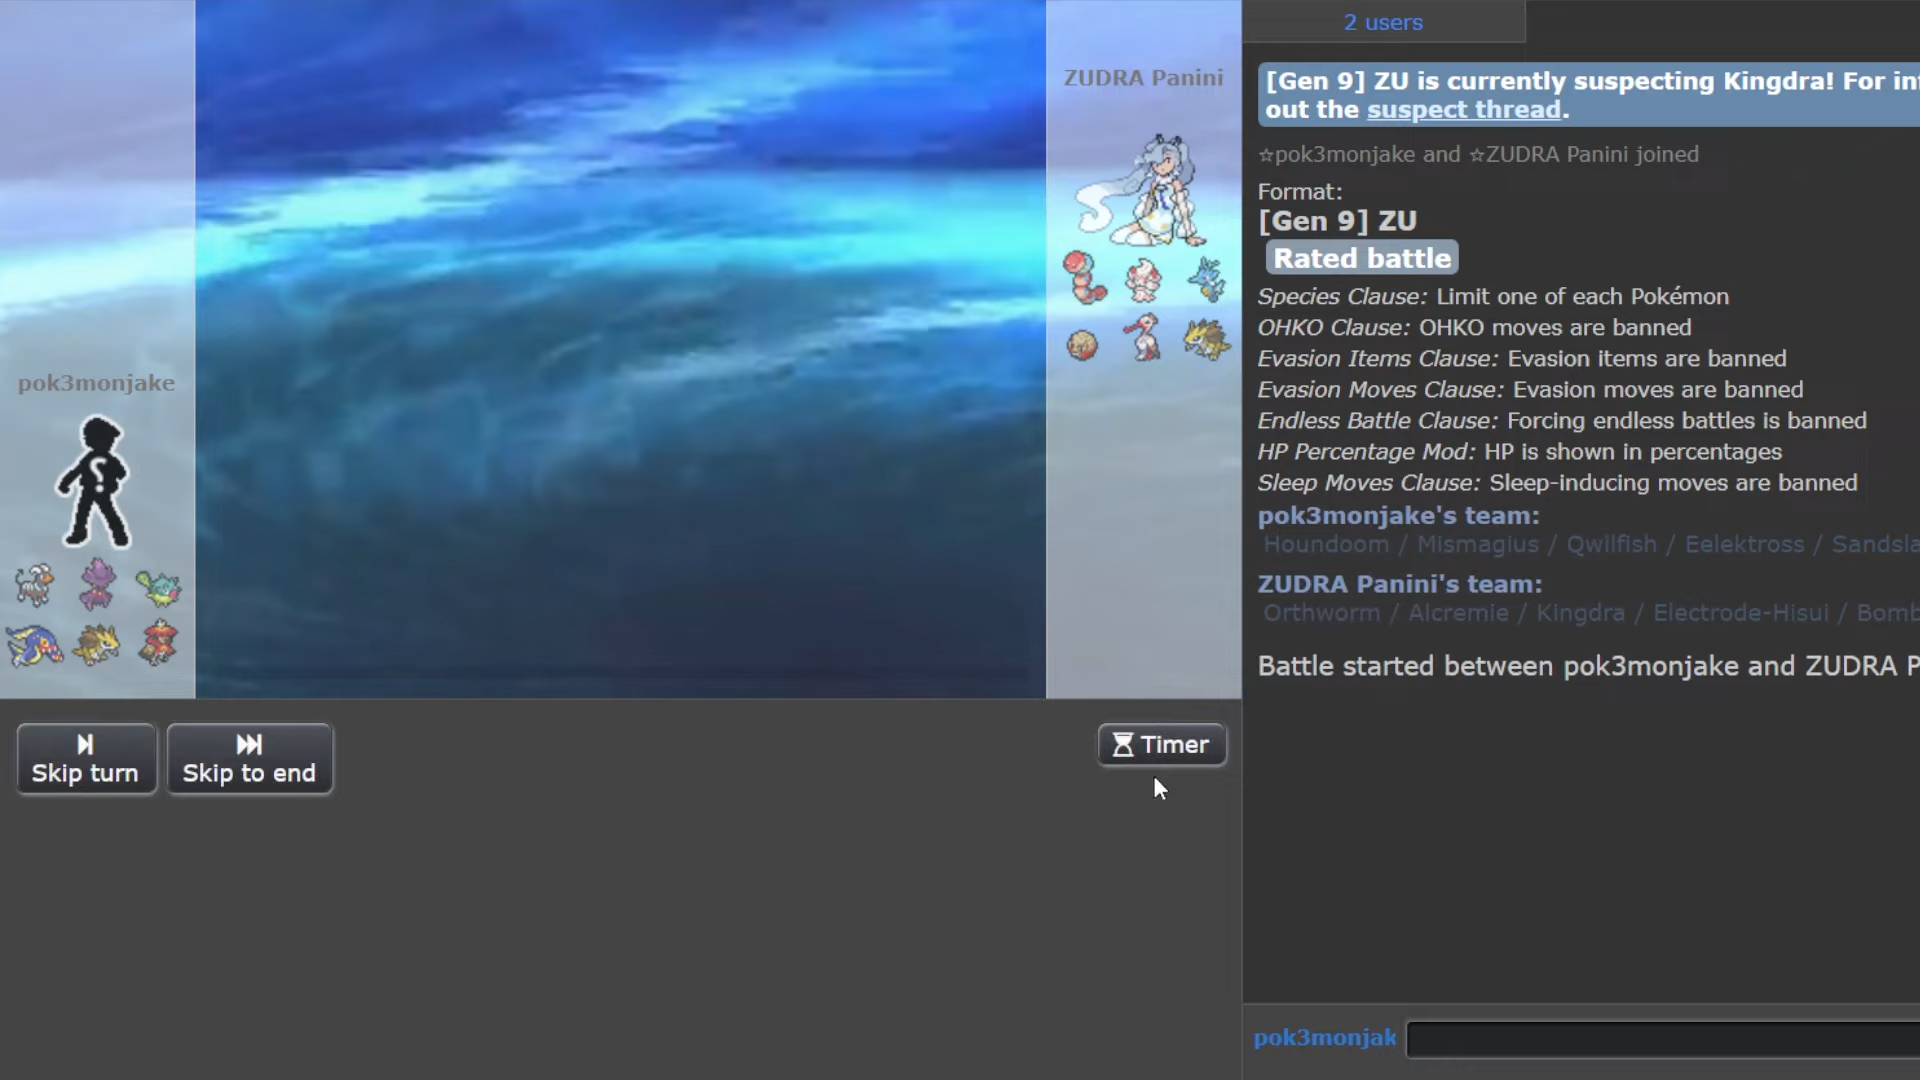 2 users
ZUDRA Panini
pok3monjake
[Gen 9] ZU is currently suspecting Kingdra! For
out the suspect thread.
☆pok3monjake and ☆ZUDRA Panini joined
Format:
[Gen 9] ZU
Rated battle
Species Clause: Limit one of each Pokémon
OHKO Clause: OHKO moves are banned
Evasion Items Clause: Evasion items are banned
Evasion Moves Clause: Evasion moves are banned
Endless Battle Clause: Forcing endless battles is banned
HP Percentage Mod: HP is shown in percentages
Sleep Moves Clause: Sleep-inducing moves are banned
pok3monjake's team:
Houndoom / Mismagius / Qwilfish / Eelektross / Sandsla
ZUDRA Panini's team:
Orthworm / Alcremie / Kingdra / Electrode-Hisui / Bomb
Battle started between pok3monjake and ZUDRA P
Skip turn
Skip to end
Timer
pok3monjak